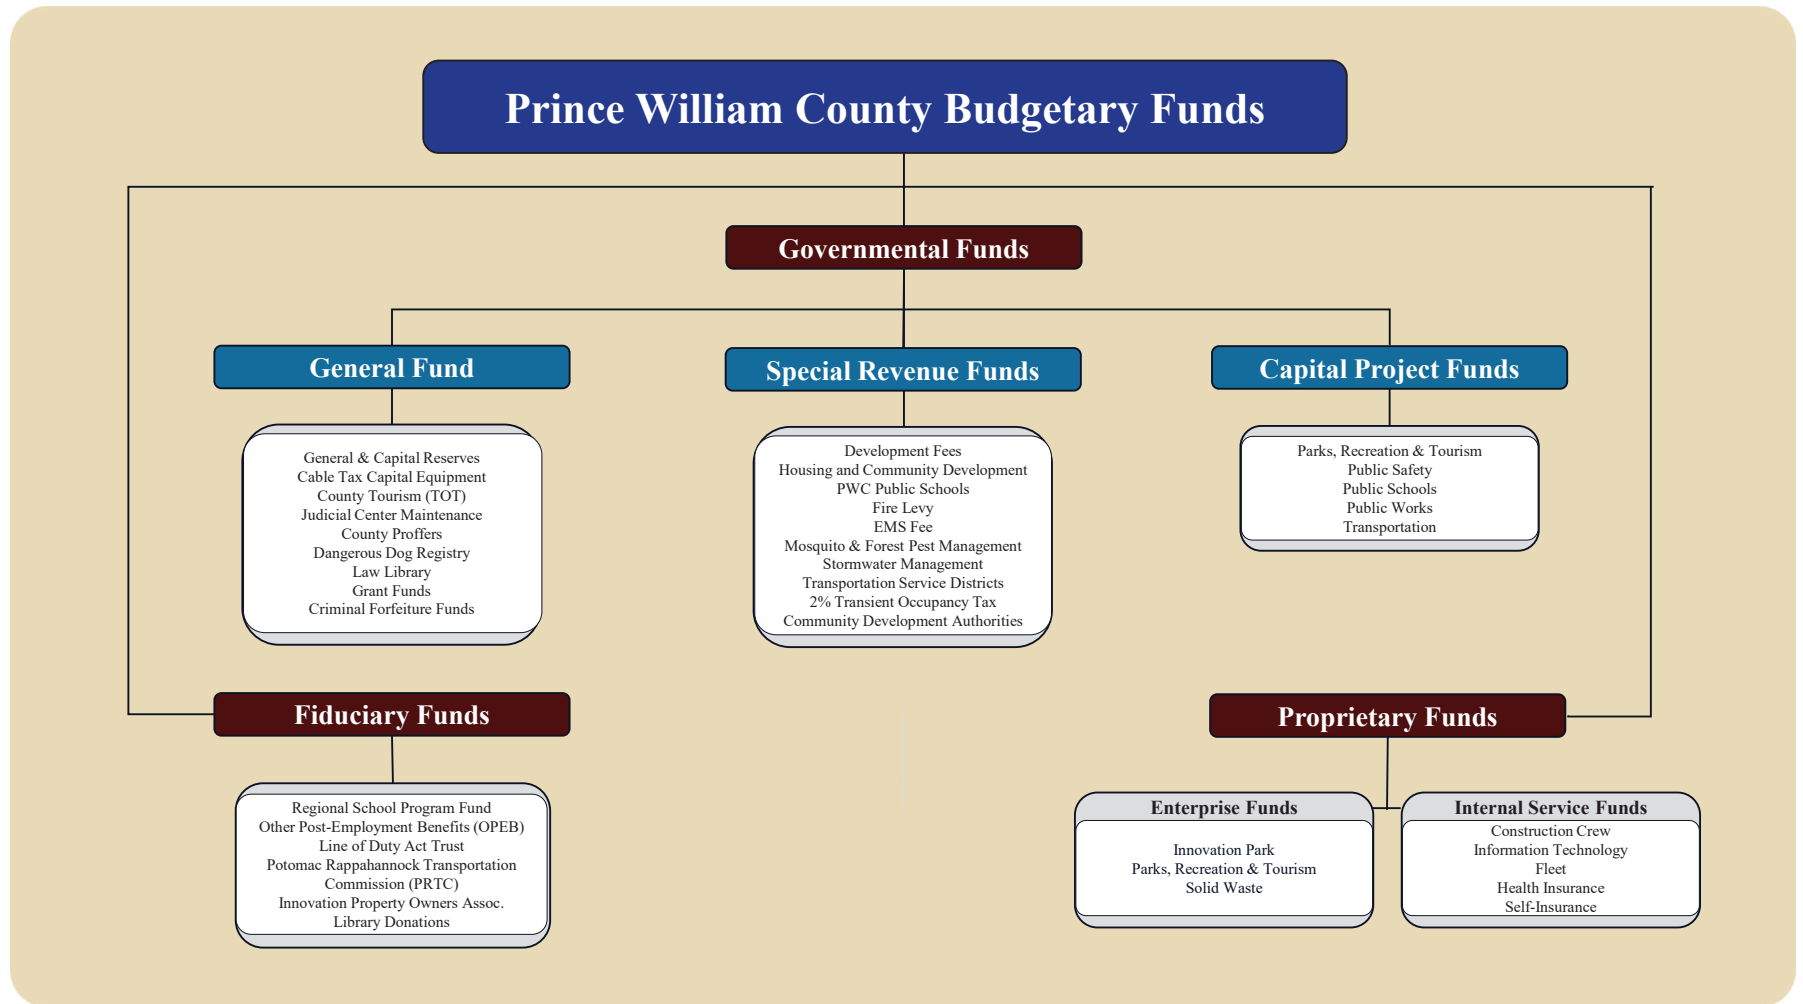 Prince William County Budgetary Funds
Governmental Funds
General Fund
General & Capital Reserves
Cable Tax Capital Equipment
County Tourism (TOT)
Judicial Center Maintenance
County Proffers
Dangerous Dog Registry
Law Library
Grant Funds
Criminal Forfeiture Funds
Special Revenue Funds
Development Fees
Housing and Community Development
PWC Public Schools
Fire Levy
EMS Fee
Mosquito & Forest Pest Management
Stormwater Management
Transportation Service Districts
2% Transient Occupancy Tax
Community Development Authorities
Capital Project Funds
Parks, Recreation & Tourism
Public Safety
Public Schools
Public Works
Transportation
Fiduciary Funds
Regional School Program Fund
Other Post-Employment Benefits (OPEB)
Line of Duty Act Trust
Potomac Rappahannock Transportation
Commission (PRTC)
Innovation Property Owners Assoc.
Library Donations
Proprietary Funds
Enterprise Funds
Innovation Park
Parks, Recreation & Tourism
Solid Waste
Internal Service Funds
Construction Crew
Information Technology
Fleet
Health Insurance
Self-Insurance